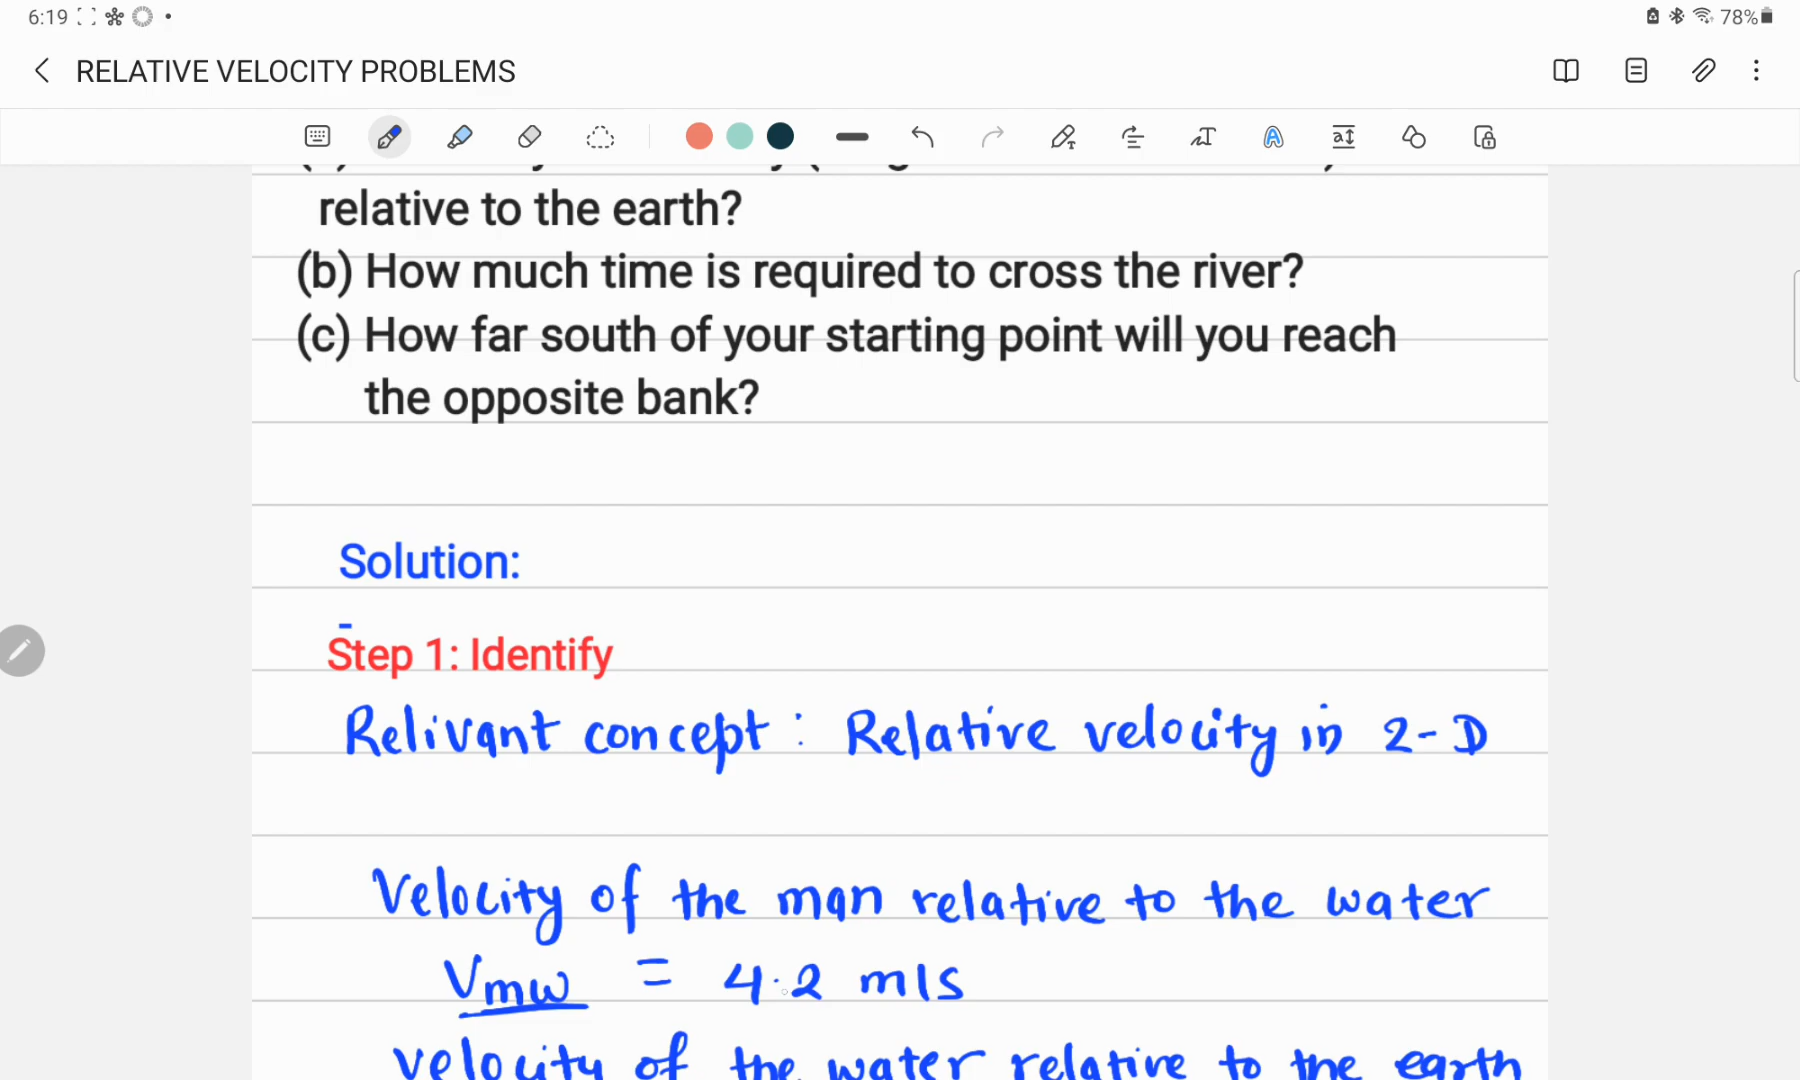 6:19
78%
RELATIVE VELOCITY PROBLEMS
relative to the earth?
(b) How much time is required to cross the river?
(c) How far south of your starting point will you reach
the opposite bank?
Solution:
-
Step 1: Identify
Relivant concept : Relative velocity in 2-D
Velocity of the man relative to the water
Vmw = 4.2 m/s
velocity of the water relative to the earth